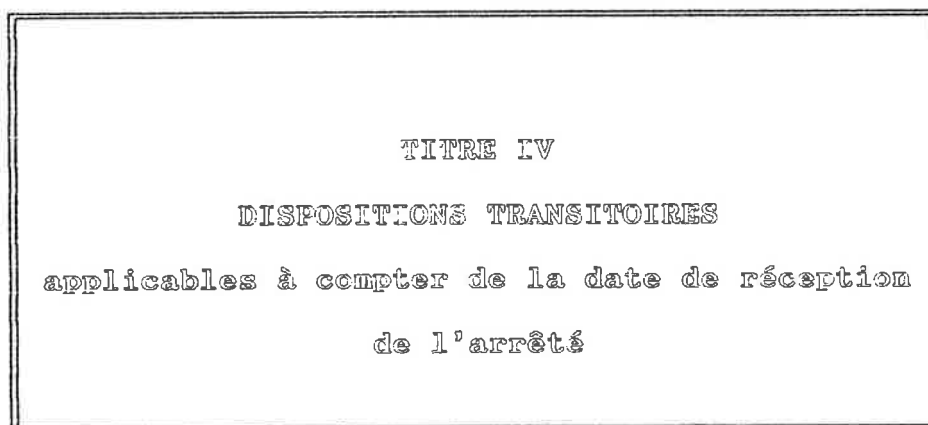 TITRE IV
DISPOSITIONS TRANSITOIRES
applicables à compter de la date de réception
de l'arrêté